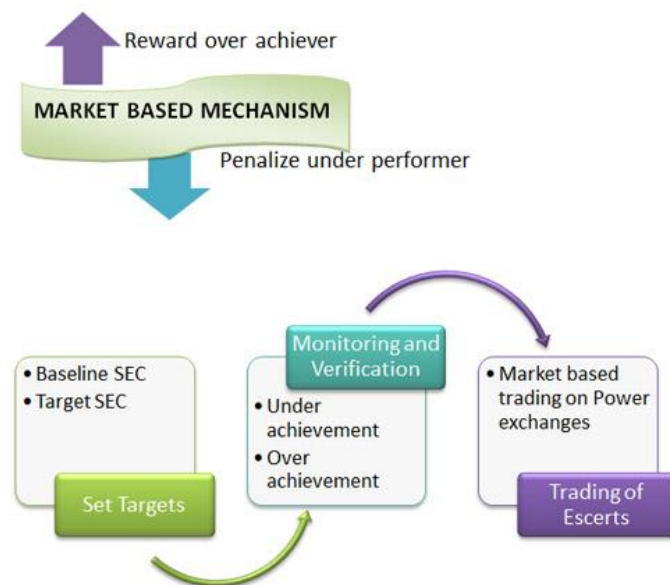 Reward over achiever
MARKET BASED MECHANISM
Penalize under performer
• Baseline SEC
• Target SEC
Set Targets
Monitoring and
Verification
• Under
achievement
• Over
achievement
• Market based
trading on Power
exchanges
Trading of
Escerts